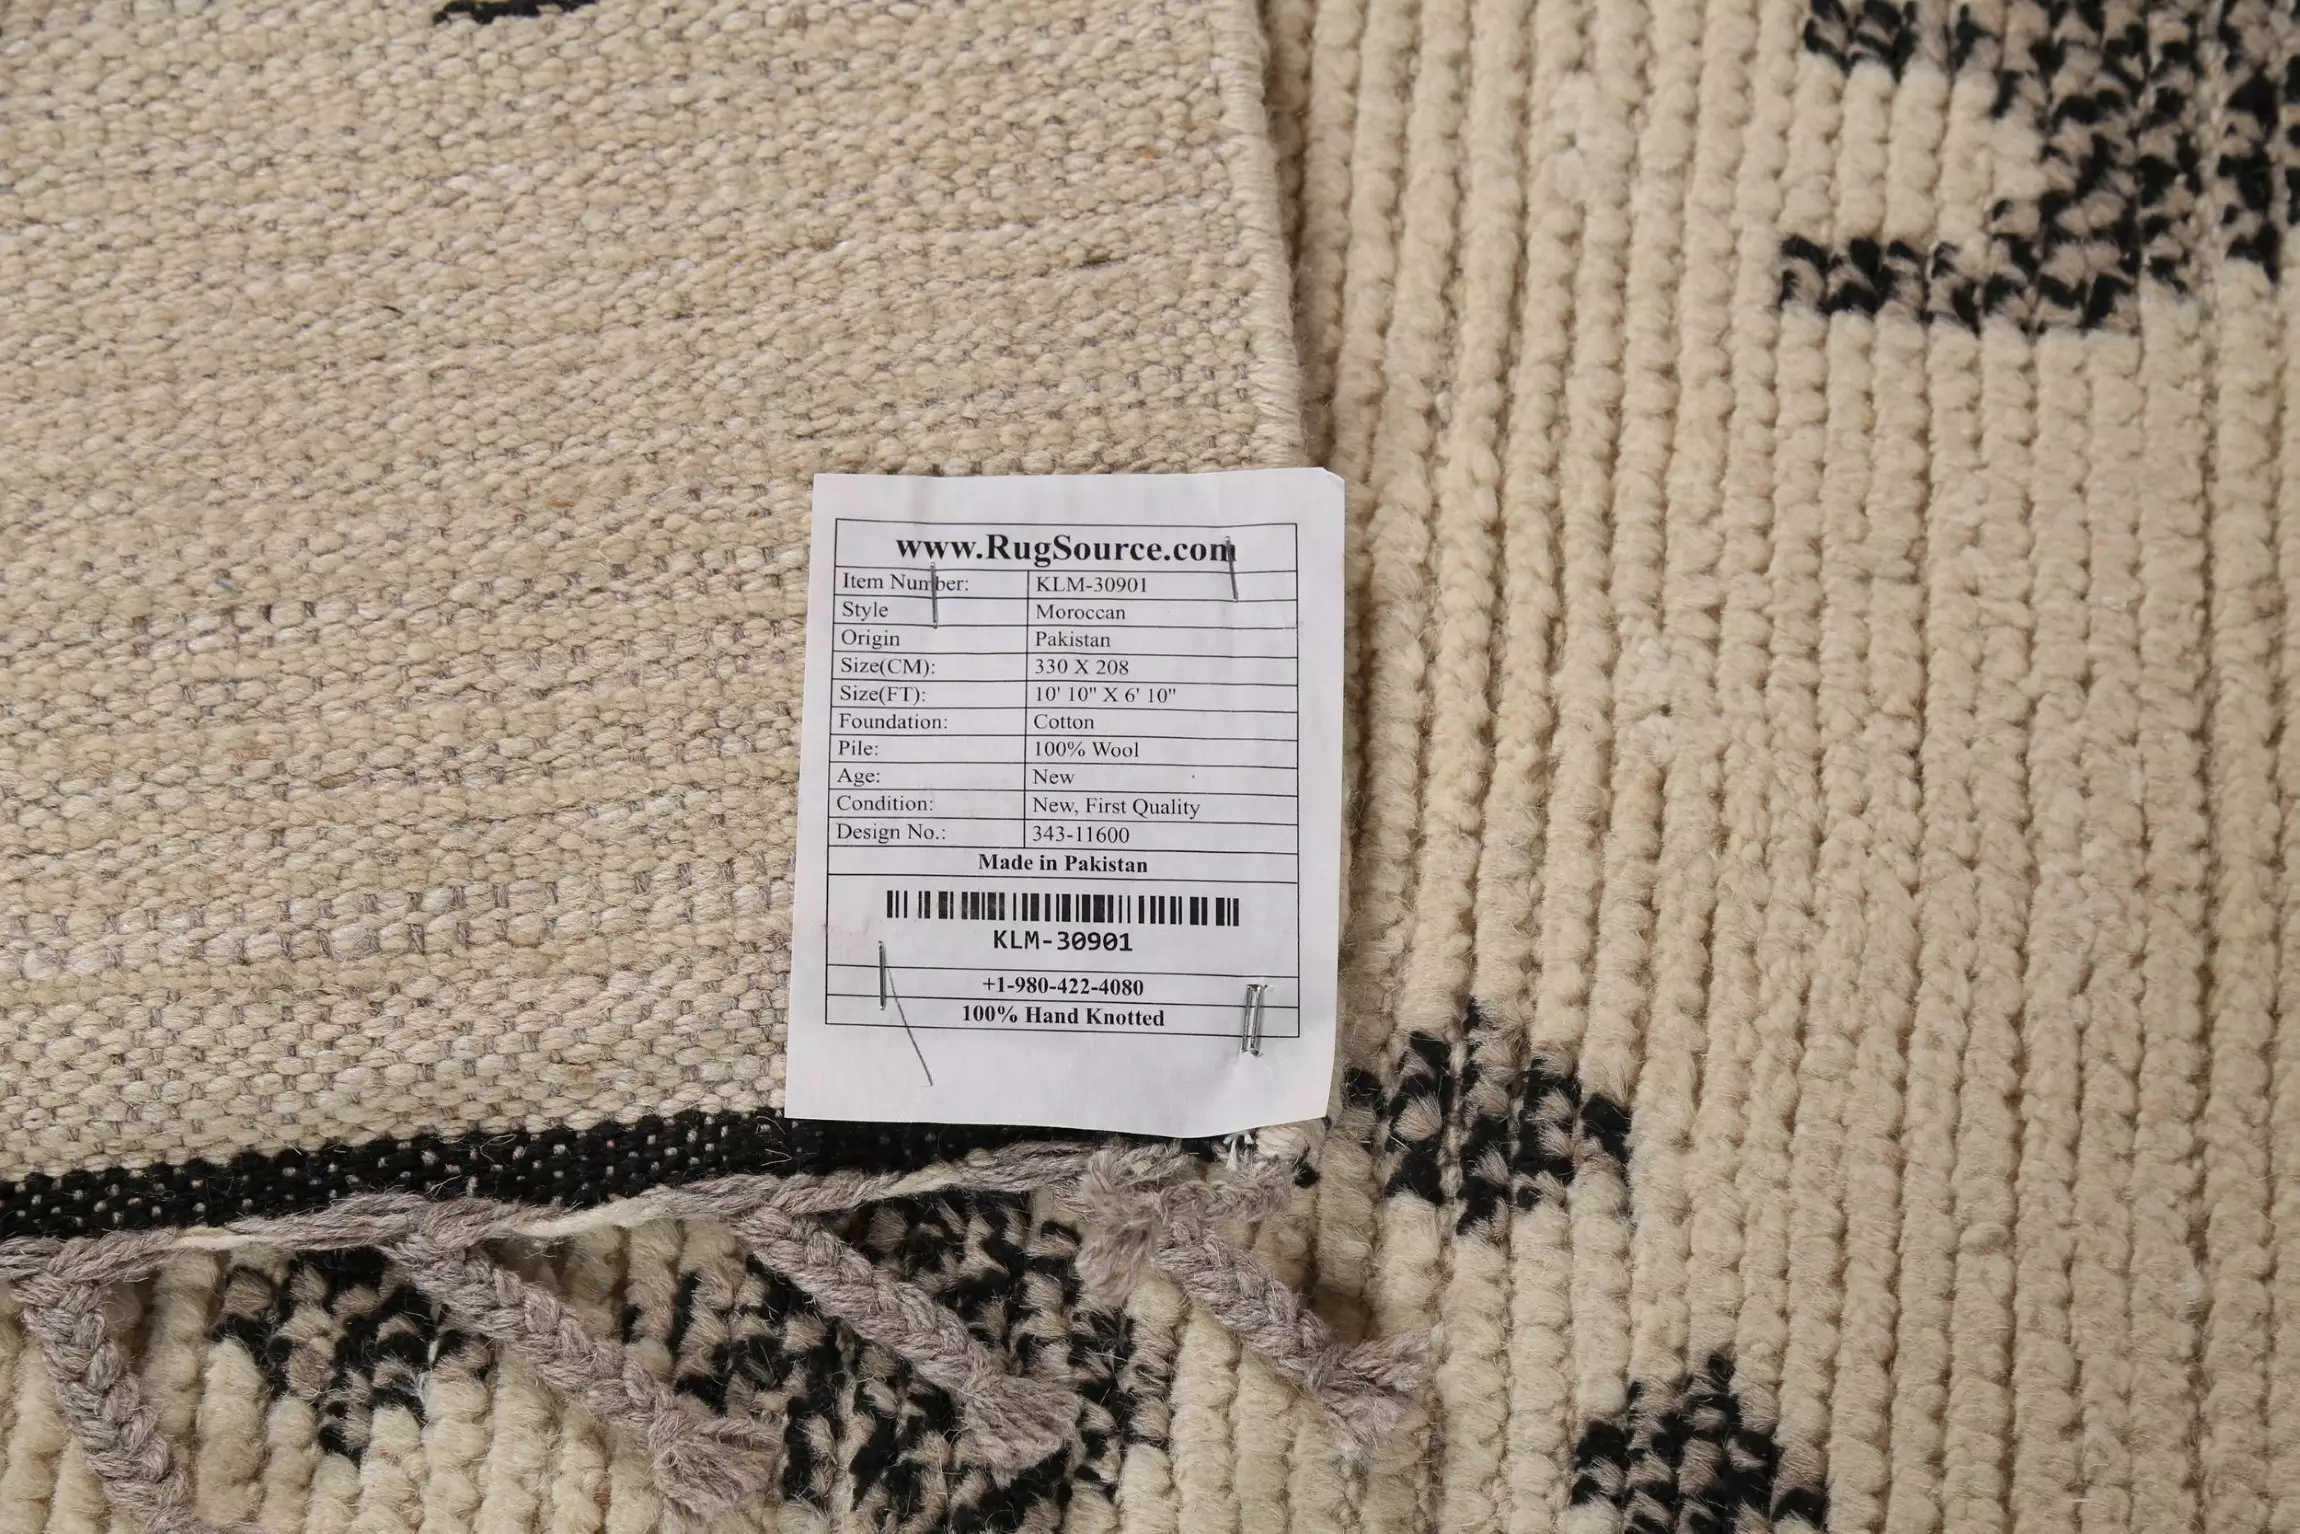 www.RugSource.com
Item Number: KLM-30901
Style Moroccan
Origin Pakistan
Size(CM): 330 X 208
Size(FT): 10' 10" X 6' 10"
Foundation: Cotton
Pile: 100% Wool
Age: New
Condition: New, First Quality
Design No.: 343-11600
Made in Pakistan
KLM-30901
+1-980-422-4080
100% Hand Knotted